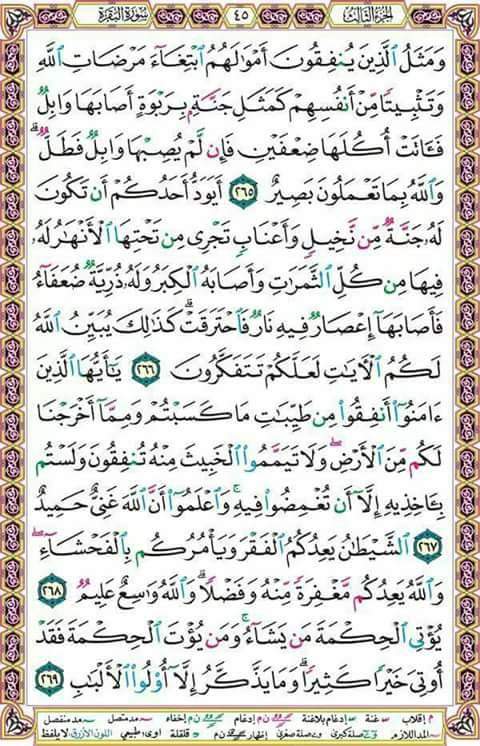 الجزء الثالث ٤٥ سورة البقرة
وَمَثَلُ ٱلَّذِينَ يُنفِقُونَ أَمۡوَٰلَهُمُ ٱبۡتِغَآءَ مَرۡضَاتِ ٱللَّهِ
وَتَثۡبِيتٗا مِّنۡ أَنفُسِهِمۡ كَمَثَلِ جَنَّةِۭ بِرَبۡوَةٍ أَصَابَهَا وَابِلٞ
فَـَٔاتَتۡ أُكُلَهَا ضِعۡفَيۡنِ فَإِن لَّمۡ يُصِبۡهَا وَابِلٞ فَطَلّٞۗ
وَٱللَّهُ بِمَا تَعۡمَلُونَ بَصِيرٌ ٢٦٥ أَيَوَدُّ أَحَدُكُمۡ أَن تَكُونَ
لَهُۥ جَنَّةٞ مِّن نَّخِيلٖ وَأَعۡنَابٖ تَجۡرِي مِن تَحۡتِهَا ٱلۡأَنۡهَٰرُ لَهُۥ
فِيهَا مِن كُلِّ ٱلثَّمَرَٰتِ وَأَصَابَهُ ٱلۡكِبَرُ وَلَهُۥ ذُرِّيَّةٞ ضُعَفَآءُ
فَأَصَابَهَآ إِعۡصَارٞ فِيهِ نَارٞ فَٱحۡتَرَقَتۡۗ كَذَٰلِكَ يُبَيِّنُ ٱللَّهُ
لَكُمُ ٱلۡأٓيَٰتِ لَعَلَّكُمۡ تَتَفَكَّرُونَ ٢٦٦ يَٰٓأَيُّهَا ٱلَّذِينَ
ءَامَنُوٓاْ أَنفِقُواْ مِن طَيِّبَٰتِ مَا كَسَبۡتُمۡ وَمِمَّآ أَخۡرَجۡنَا
لَكُم مِّنَ ٱلۡأَرۡضِۖ وَلَا تَيَمَّمُواْ ٱلۡخَبِيثَ مِنۡهُ تُنفِقُونَ وَلَسۡتُم
بِـَٔاخِذِيهِ إِلَّآ أَن تُغۡمِضُواْ فِيهِۚ وَٱعۡلَمُوٓاْ أَنَّ ٱللَّهَ غَنِيٌّ حَمِيدٌ
٢٦٧ ٱلشَّيۡطَٰنُ يَعِدُكُمُ ٱلۡفَقۡرَ وَيَأۡمُرُكُم بِٱلۡفَحۡشَآءِۖ
وَٱللَّهُ يَعِدُكُم مَّغۡفِرَةٗ مِّنۡهُ وَفَضۡلٗاۗ وَٱللَّهُ وَٰسِعٌ عَلِيمٞ ٢٦٨
يُؤۡتِي ٱلۡحِكۡمَةَ مَن يَشَآءُۚ وَمَن يُؤۡتَ ٱلۡحِكۡمَةَ فَقَدۡ
أُوتِيَ خَيۡرٗا كَثِيرٗاۗ وَمَا يَذَّكَّرُ إِلَّآ أُوْلُواْ ٱلۡأَلۡبَٰبِ ٢٦٩
م إقلاب غنة إدغام بلاغنة ن م إدغام ن م إخفاء مد متصل مد منفصل
المد اللازم صلة كبرى صلة صغرى إظهار ن م قلقلة اوى طبيعي اللون الأزرق لا يلفظ